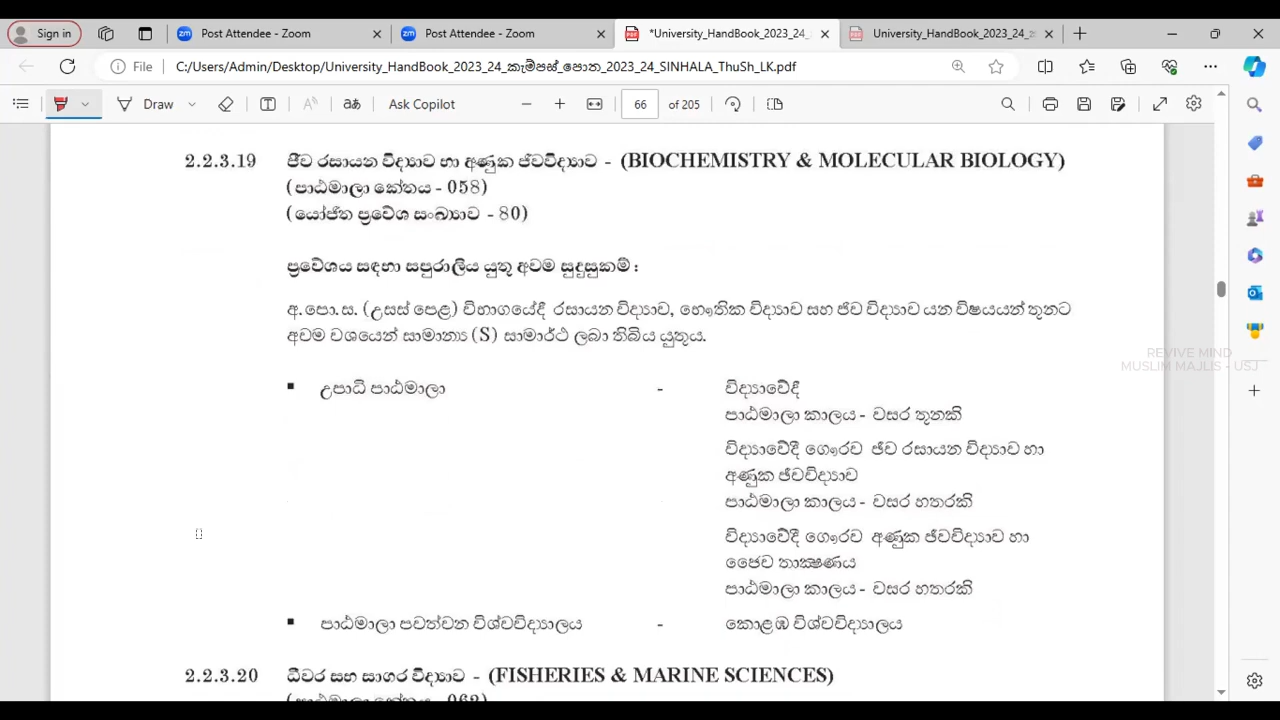 Sign in
Post Attendee - Zoom
Post Attendee - Zoom
*University_HandBook_2023_24_
University_HandBook_2023_24_
File
C:/Users/Admin/Desktop/University_HandBook_2023_24_කැම්පස්_පොත_2023_24_SINHALA_ThuSh_LK.pdf
Draw
Ask Copilot
66
of 205
2.2.3.19 ජීව රසායන විද්‍යාව හා අණුක ජීවවිද්‍යාව - (BIOCHEMISTRY & MOLECULAR BIOLOGY)
(පාඨමාලා කේතය - 058)
(යෝජිත ප්‍රවේශ සංඛ්‍යාව - 80)
ප්‍රවේශය සඳහා සපුරාලිය යුතු අවම සුදුසුකම් :
අ.පො.ස. (උසස් පෙළ) විභාගයේදී රසායන විද්‍යාව, භෞතික විද්‍යාව සහ ජීව විද්‍යාව යන විෂයයන් තුනට
අවම වශයෙන් සාමාන්‍ය (S) සාමාර්ථ ලබා තිබිය යුතුය.
REVIVE MIND
MUSLIM MAJLIS - USJ
▪ උපාධි පාඨමාලා - විද්‍යාවේදී
පාඨමාලා කාලය - වසර තුනකි
විද්‍යාවේදී ගෞරව ජීව රසායන විද්‍යාව හා
අණුක ජීවවිද්‍යාව
පාඨමාලා කාලය - වසර හතරකි
විද්‍යාවේදී ගෞරව අණුක ජීවවිද්‍යාව හා
ජෛව තාක්ෂණය
පාඨමාලා කාලය - වසර හතරකි
▪ පාඨමාලා පවත්වන විශ්වවිද්‍යාලය - කොළඹ විශ්වවිද්‍යාලය
2.2.3.20 ධීවර සහ සාගර විද්‍යාව - (FISHERIES & MARINE SCIENCES)